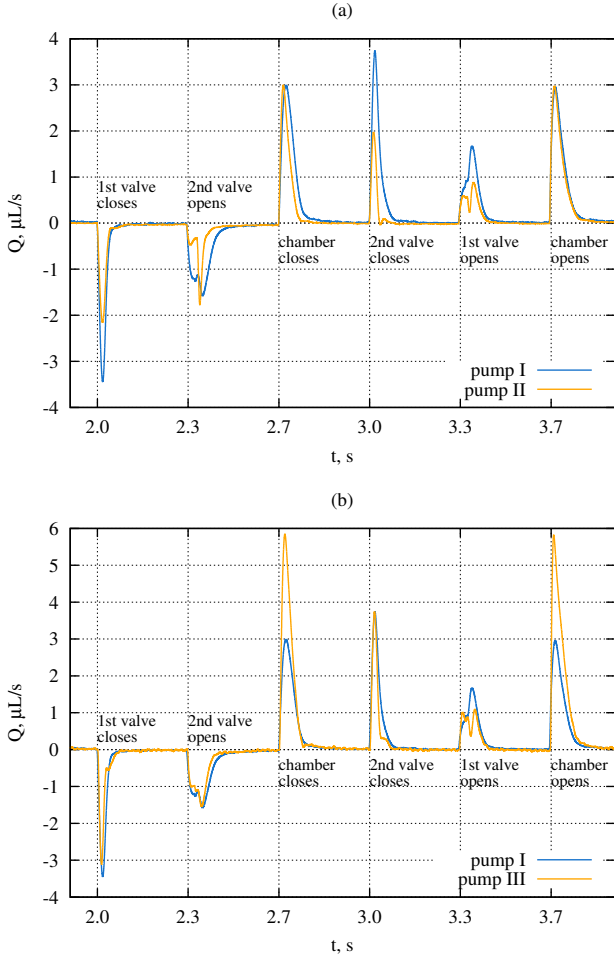 (a)
4
3
2
1
0
-1
-2
-3
-4
Q, µL/s
1st valve
closes
2nd valve
opens
chamber
closes
2nd valve
closes
1st valve
opens
chamber
opens
pump I
pump II
2.0 2.3 2.7 3.0 3.3 3.7
t, s
(b)
6
5
4
3
2
1
0
-1
-2
-3
-4
Q, µL/s
1st valve
closes
2nd valve
opens
chamber
closes
2nd valve
closes
1st valve
opens
chamber
opens
pump I
pump III
2.0 2.3 2.7 3.0 3.3 3.7
t, s